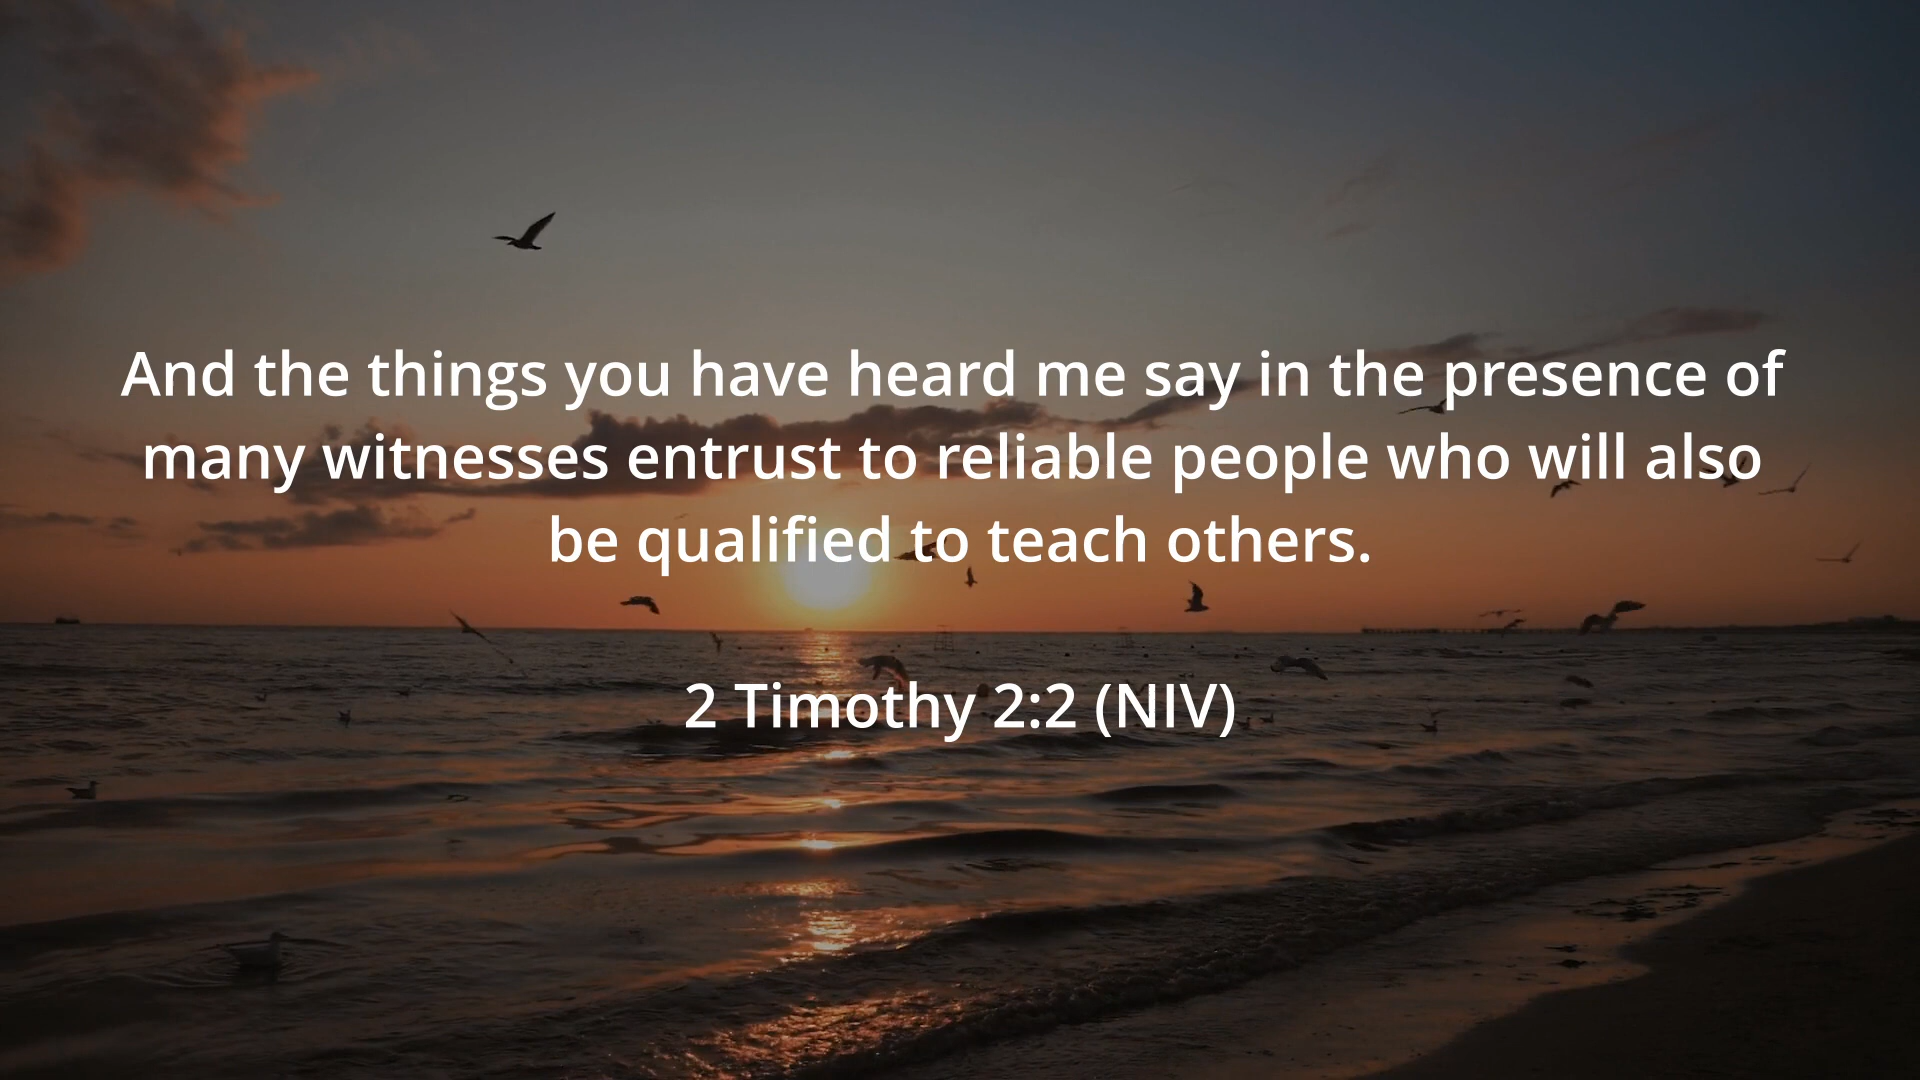 And the things you have heard me say in the presence of
many witnesses entrust to reliable people who will also
be qualified to teach others.
2 Timothy 2:2 (NIV)